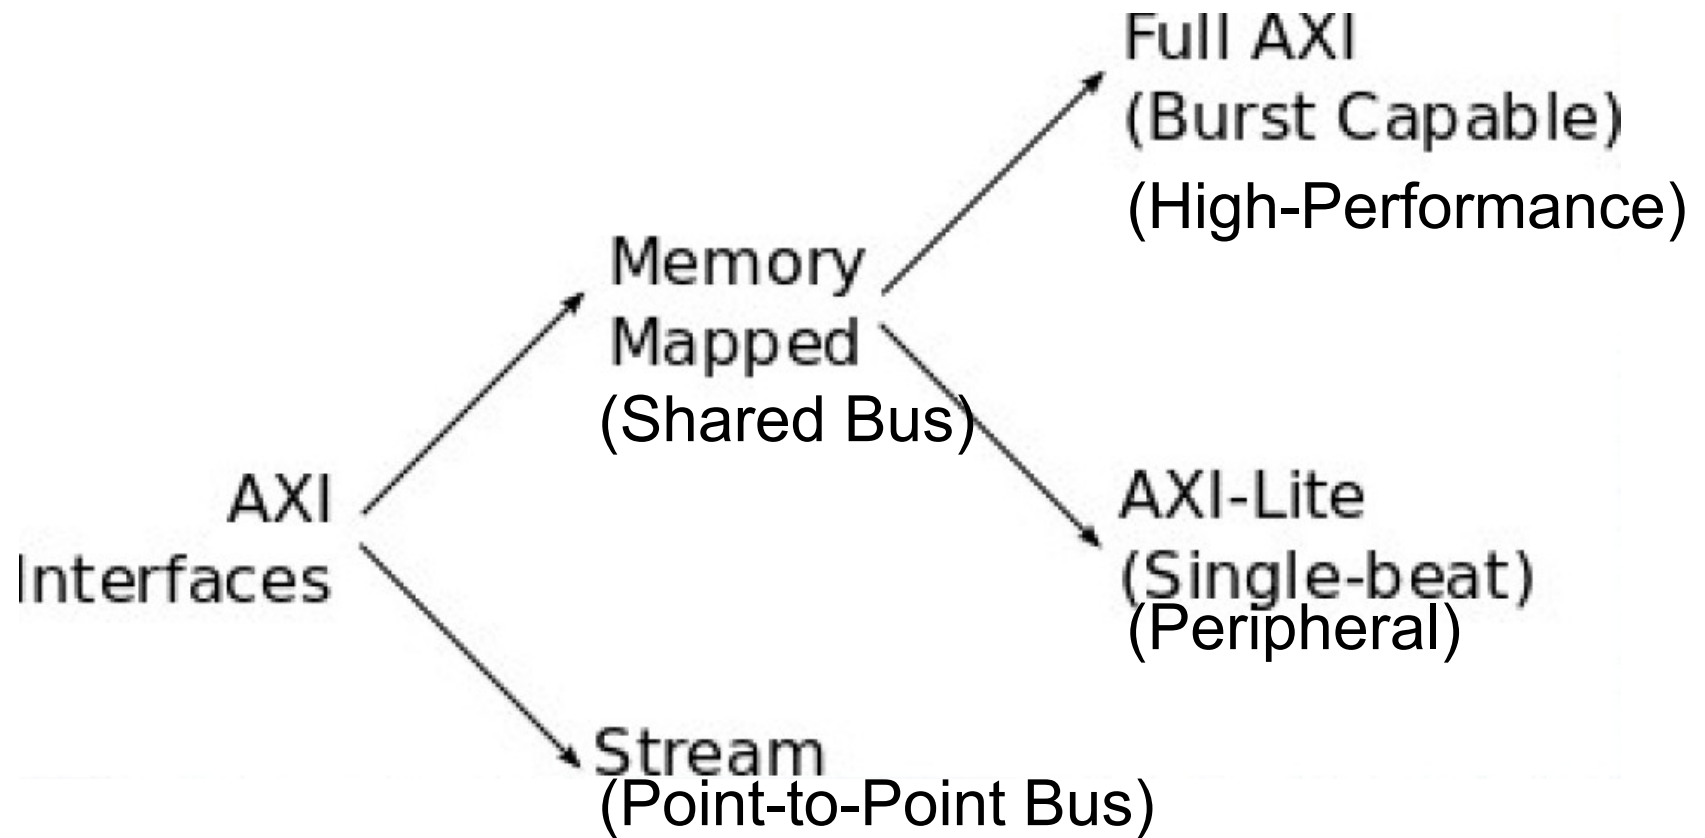 Full AXI
(Burst Capable)
(High-Performance)
Memory
Mapped
(Shared Bus)
AXI
Interfaces
AXI-Lite
(Single-beat)
(Peripheral)
Stream
(Point-to-Point Bus)